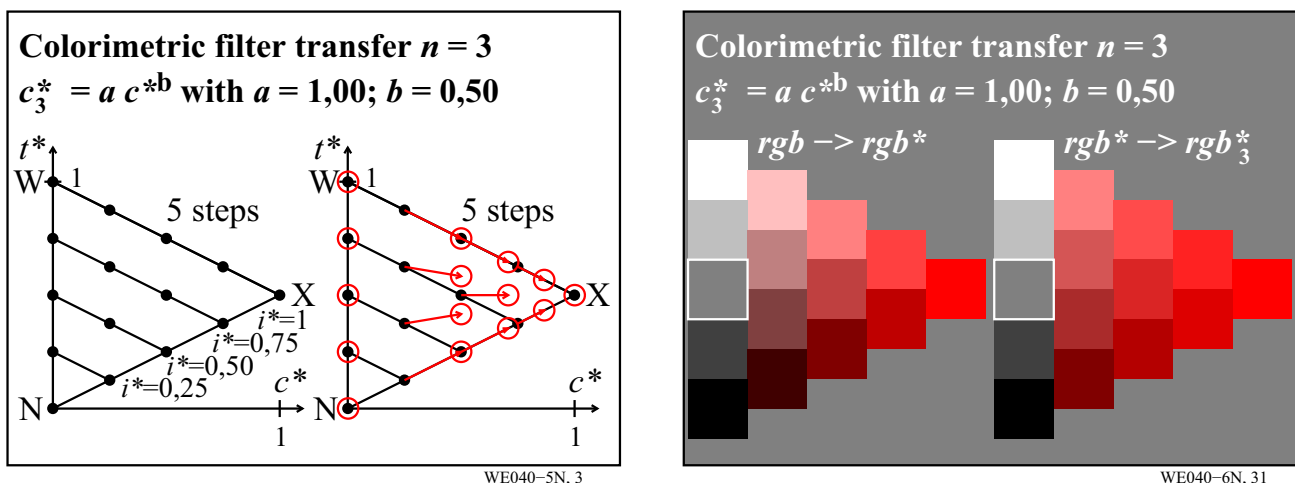 Colorimetric filter transfer n = 3
c*3 = a c*b with a = 1,00; b = 0,50
t*
W
1
5 steps
X
i*=1
i*=0,75
i*=0,50
i*=0,25
N
c*
1
t*
W
1
5 steps
X
N
c*
1
WE040−5N, 3
Colorimetric filter transfer n = 3
c*3 = a c*b with a = 1,00; b = 0,50
rgb −> rgb*
rgb* −> rgb*3
WE040−6N, 31